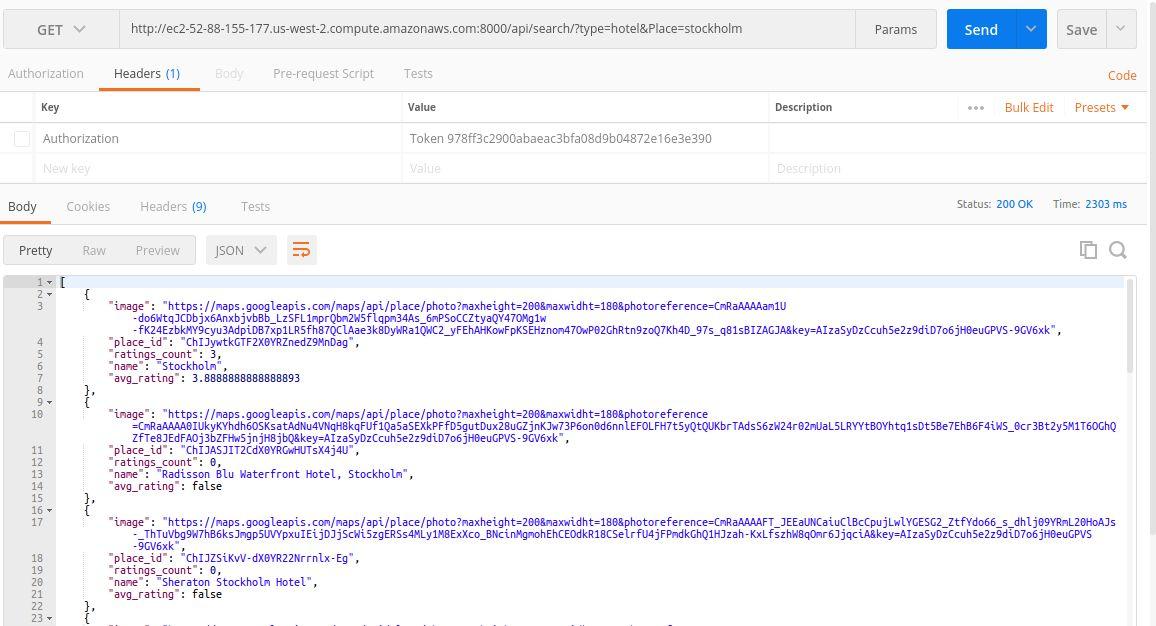 GET http://ec2-52-88-155-177.us-west-2.compute.amazonaws.com:8000/api/search/?type=hotel&Place=stockholm Params Send Save
Authorization Headers (1) Body Pre-request Script Tests Code
Key Value Description ••• Bulk Edit Presets
Authorization Token 978ff3c2900abaeac3bfa08d9b04872e16e3e390
New key Value Description
Body Cookies Headers (9) Tests Status: 200 OK Time: 2303 ms
Pretty Raw Preview JSON
1 [
2 {
3 "image": "https://maps.googleapis.com/maps/api/place/photo?maxheight=200&maxwidht=180&photoreference=CmRaAAAAam1U
-do6WtqJCDbjx6AnxbjvbBb_LzSFL1mprQbm2W5flqpm34As_6mPSoCCZtyaQY47OMg1w
-fK24EzbkMY9cyu3AdpiDB7xp1LR5fh87QClAae3k8DyWRa1QWC2_yFEhAHKowFpKSEHznom47OwP02GhRtn9zoQ7Kh4D_97s_q81sBIZAGJA&key=AIzaSyDzCcuh5e2z9diD7o6jH0euGPVS-9GV6xk",
4 "place_id": "ChIJywtkGTF2X0YRZnedZ9MnDag",
5 "ratings_count": 3,
6 "name": "Stockholm",
7 "avg_rating": 3.8888888888888893
8 },
9 {
10 "image": "https://maps.googleapis.com/maps/api/place/photo?maxheight=200&maxwidht=180&photoreference
=CmRaAAAA0IUkyKYhdh6OSKsatAdNu4VNqH8kqFUf1Qa5aSEXkPFfD5gutDux28uGZjnKJw73P6on0d6nnlEFOLFH7t5yQtQUKbrTAdsS6zW24r02mUaL5LRYYtBOYhtq1sDt5Be7EhB6F4iWS_0cr3Bt2y5M1T6OGhQ
ZfTe8JEdFAOj3bZFHw5jnjH8jbQ&key=AIzaSyDzCcuh5e2z9diD7o6jH0euGPVS-9GV6xk",
11 "place_id": "ChIJASJIT2CdX0YRGwHUTsX4j4U",
12 "ratings_count": 0,
13 "name": "Radisson Blu Waterfront Hotel, Stockholm",
14 "avg_rating": false
15 },
16 {
17 "image": "https://maps.googleapis.com/maps/api/place/photo?maxheight=200&maxwidht=180&photoreference=CmRaAAAAFT_JEEaUNCaiuClBcCpujLwlYGESG2_ZtfYdo66_s_dhlj09YRmL20HoAJs
-_ThTuVbg9W7hB6ksJmgp5UVYpxuIEijDJjScWi5zgERSs4MLy1M8ExXco_BNcinMgmohEhCEOdkR18CSelrfU4jFPmdkGhQ1HJzah-KxLfszhW8qOmr6JjqciA&key=AIzaSyDzCcuh5e2z9diD7o6jH0euGPVS
-9GV6xk",
18 "place_id": "ChIJZSiKvV-dX0YR22Nrrnlx-Eg",
19 "ratings_count": 0,
20 "name": "Sheraton Stockholm Hotel",
21 "avg_rating": false
22 },
23 {